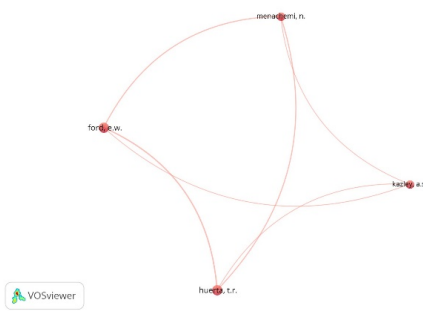 menachemi, n.
ford, e.w.
kazley, a.s
huerta, t.r.
VOSviewer